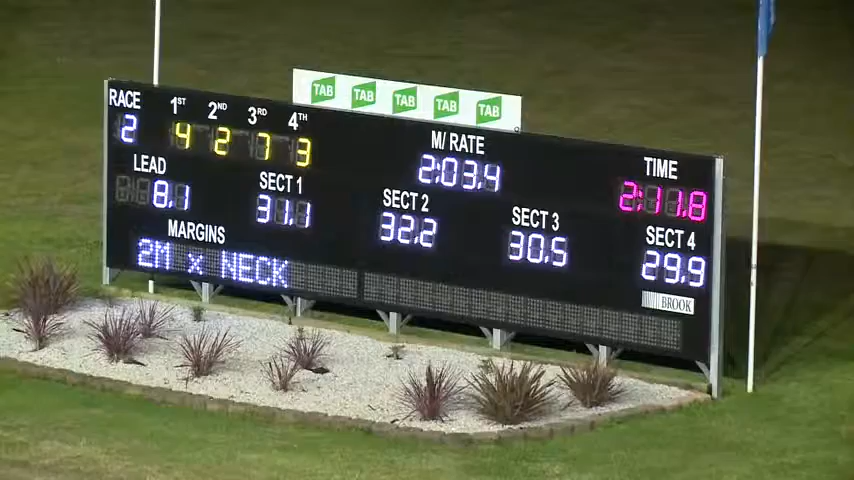 TAB TAB TAB TAB TAB
RACE 1ST 2ND 3RD 4TH
2 4 2 7 3
M/RATE
2:03.4
TIME
2:11.8
LEAD
8.1
SECT 1
31.1
SECT 2
32.2
SECT 3
30.5
SECT 4
29.9
MARGINS
2M x NECK
BROOK